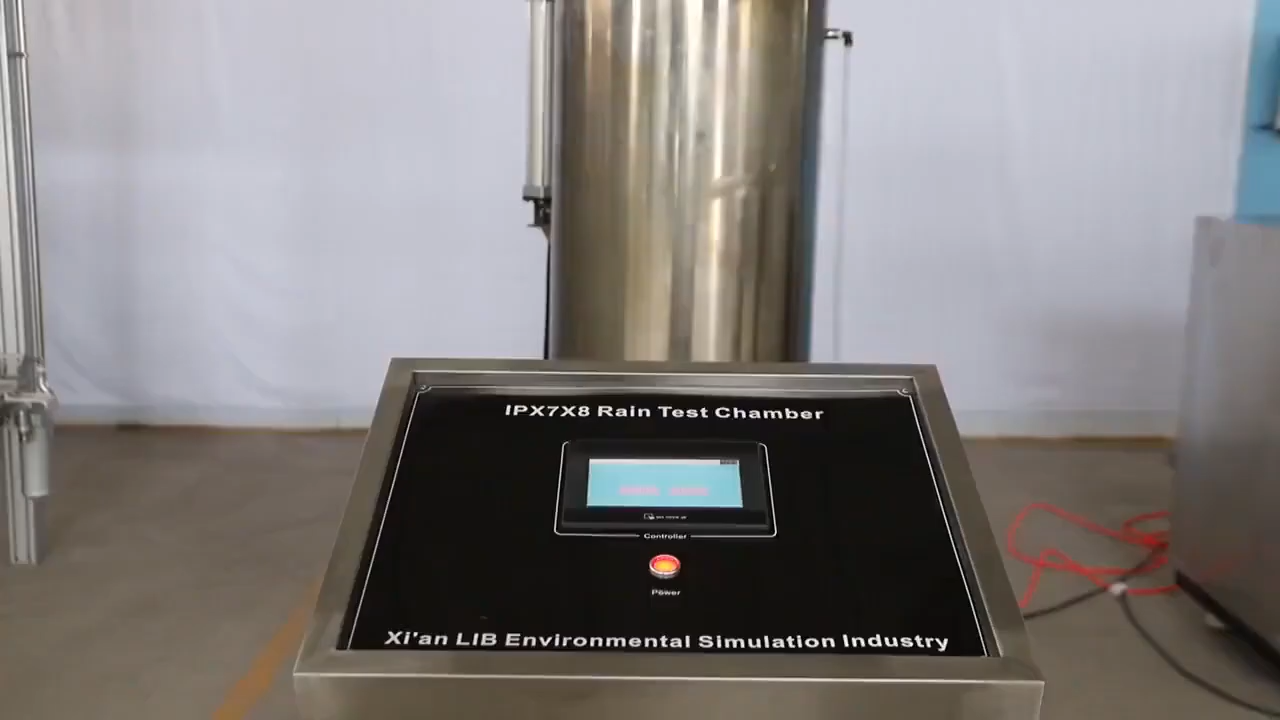 IPX7X8 Rain Test Chamber
Controller
Power
Xi'an LIB Environmental Simulation Industry